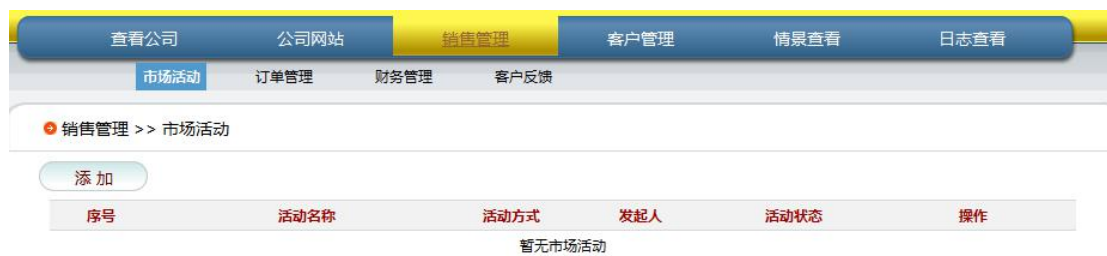 查看公司 公司网站 销售管理 客户管理 情景查看 日志查看
市场活动 订单管理 财务管理 客户反馈
销售管理 >> 市场活动
添 加
序号 活动名称 活动方式 发起人 活动状态 操作
暂无市场活动